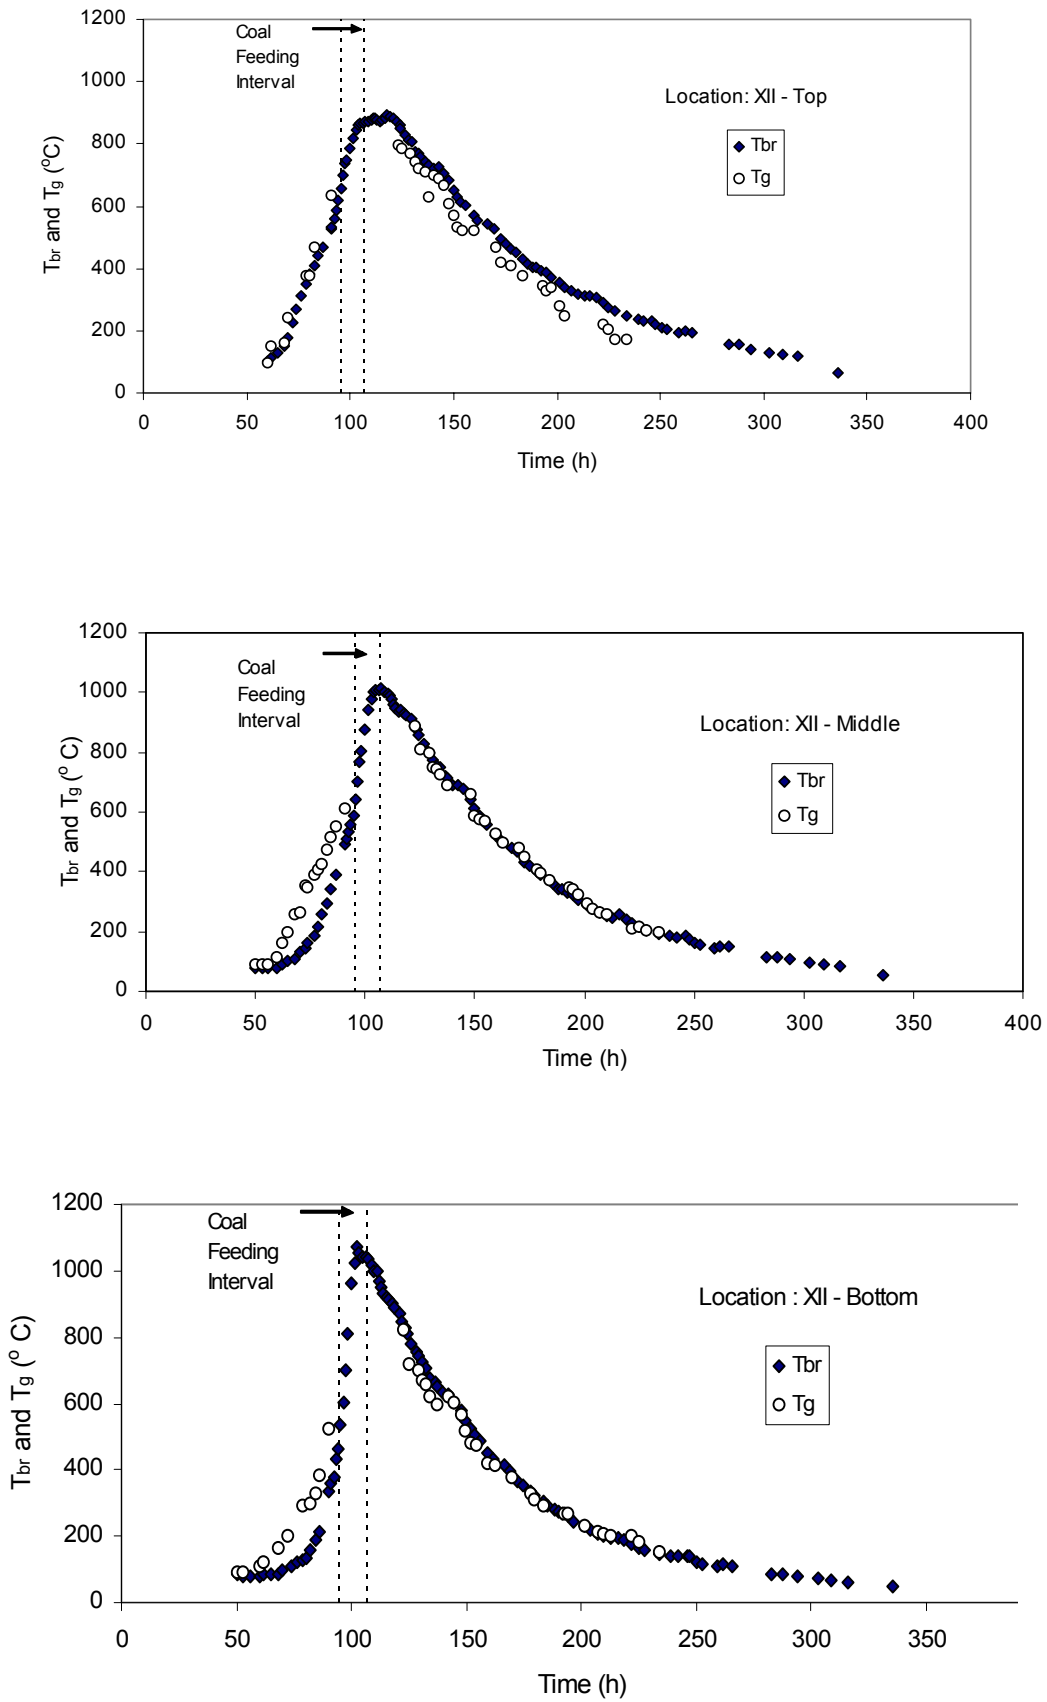 1200
1000
800
600
400
200
0
Tbr and Tg (oC)
Coal
Feeding
Interval
Location: XII - Top
Tbr
Tg
0 50 100 150 200 250 300 350 400
Time (h)
1200
1000
800
600
400
200
0
Tbr and Tg (o C)
Coal
Feeding
Interval
Location: XII - Middle
Tbr
Tg
0 50 100 150 200 250 300 350 400
Time (h)
1200
1000
800
600
400
200
0
Tbr and Tg (o C)
Coal
Feeding
Interval
Location : XII - Bottom
Tbr
Tg
0 50 100 150 200 250 300 350
Time (h)